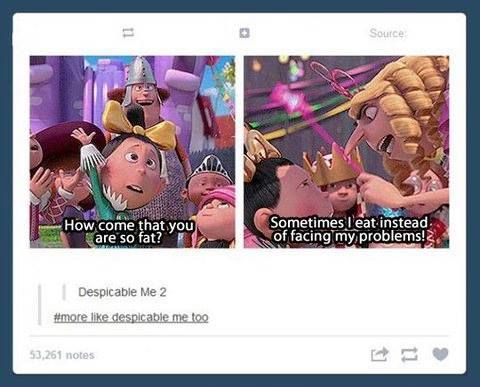 Source:
How come that you
are so fat?
Sometimes I eat instead
of facing my problems!
Despicable Me 2
#more like despicable me too
53,261 notes